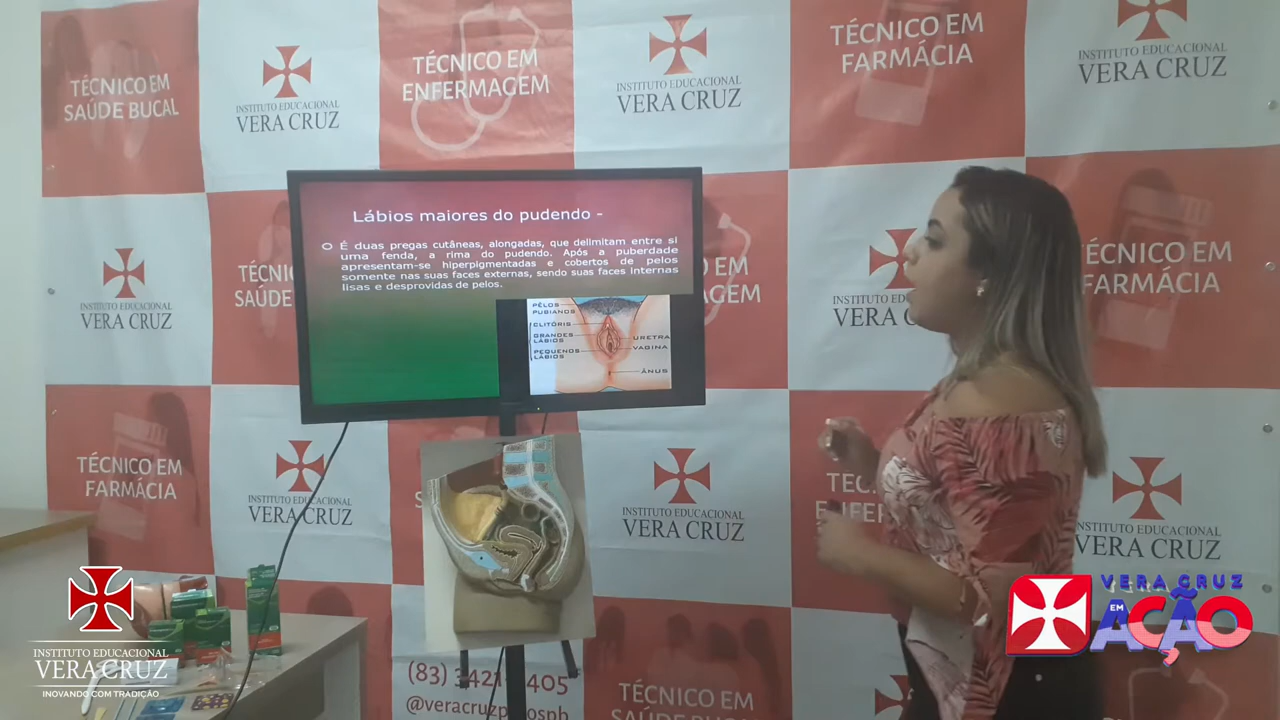 TÉCNICO EM
SAÚDE BUCAL
INSTITUTO EDUCACIONAL
VERA CRUZ
TÉCNICO EM
ENFERMAGEM
INSTITUTO EDUCACIONAL
VERA CRUZ
TÉCNICO EM
FARMÁCIA
INSTITUTO EDUCACIONAL
VERA CRUZ
Lábios maiores do pudendo -
É duas pregas cutâneas, alongadas, que delimitam entre si
uma fenda, a rima do pudendo. Após a puberdade
apresentam-se hiperpigmentadas e cobertos de pelos
somente nas suas faces externas, sendo suas faces internas
lisas e desprovidas de pelos.
PÊLOS
PUBIANOS
CLITÓRIS
GRANDES
LÁBIOS
PEQUENOS
LÁBIOS
URETRA
VAGINA
ÂNUS
INSTITUTO EDUCACIONAL
VERA CRUZ
EM
GEM
INSTITUTO
VERA
TÉCNICO EM
FARMÁCIA
TÉCNICO EM
FARMÁCIA
INSTITUTO EDUCACIONAL
VERA CRUZ
INSTITUTO EDUCACIONAL
VERA CRUZ
INSTITUTO EDUCACIONAL
VERA CRUZ
(83) 3421
405
TÉCNICO EM
SAÚDE BUCAL
INSTITUTO EDUCACIONAL
VERA CRUZ
INOVANDO COM TRADIÇÃO
VERA CRUZ
EM
AÇÃO